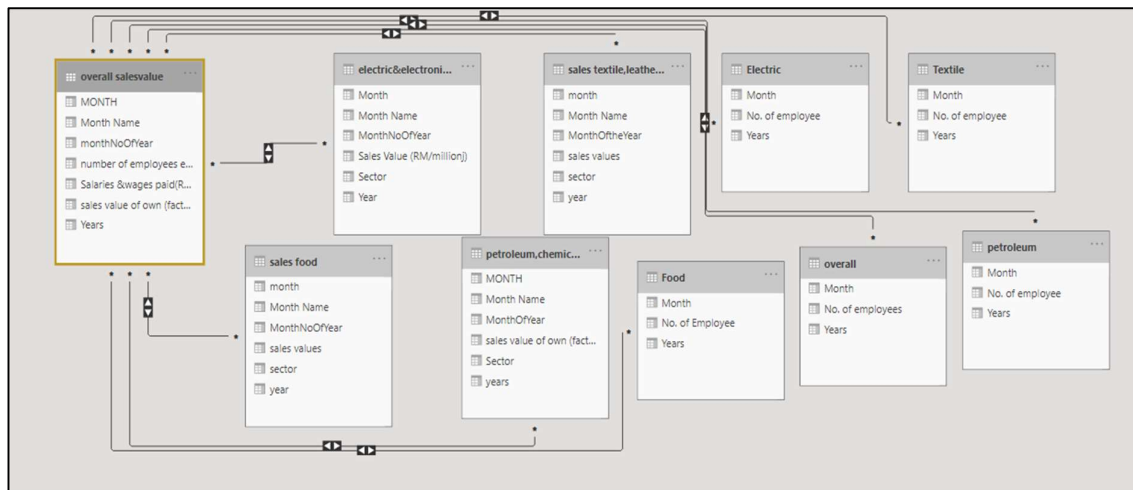 overall salesvalue ...
MONTH
Month Name
monthNoOfYear
number of employees e...
Salaries &wages paid(R...
sales value of own (fact...
Years
electric&electroni... ...
Month
Month Name
MonthNoOfYear
Sales Value (RM/millionj)
Sector
Year
sales textile,leathe... ...
month
Month Name
MonthOftheYear
sales values
sector
year
Electric ...
Month
No. of employee
Years
Textile ...
Month
No. of employee
Years
sales food ...
month
Month Name
MonthNoOfYear
sales values
sector
year
petroleum,chemic... ...
MONTH
Month Name
MonthOfYear
sales value of own (fact...
Sector
years
Food ...
Month
No. of Employee
Years
overall ...
Month
No. of employees
Years
petroleum ...
Month
No. of employee
Years